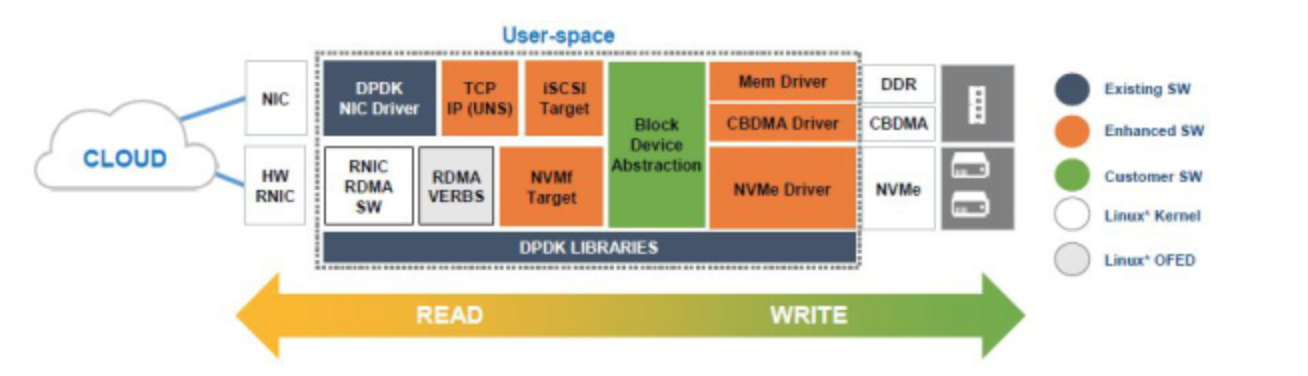 User-space
CLOUD
NIC
DPDK
NIC Driver
TCP
IP (UNS)
iSCSI
Target
Block
Device
Abstraction
Mem Driver
DDR
CBDMA Driver
CBDMA
HW
RNIC
RNIC
RDMA
SW
RDMA
VERBS
NVMf
Target
NVMe Driver
NVMe
DPDK LIBRARIES
READ
WRITE
Existing SW
Enhanced SW
Customer SW
Linux* Kernel
Linux* OFED